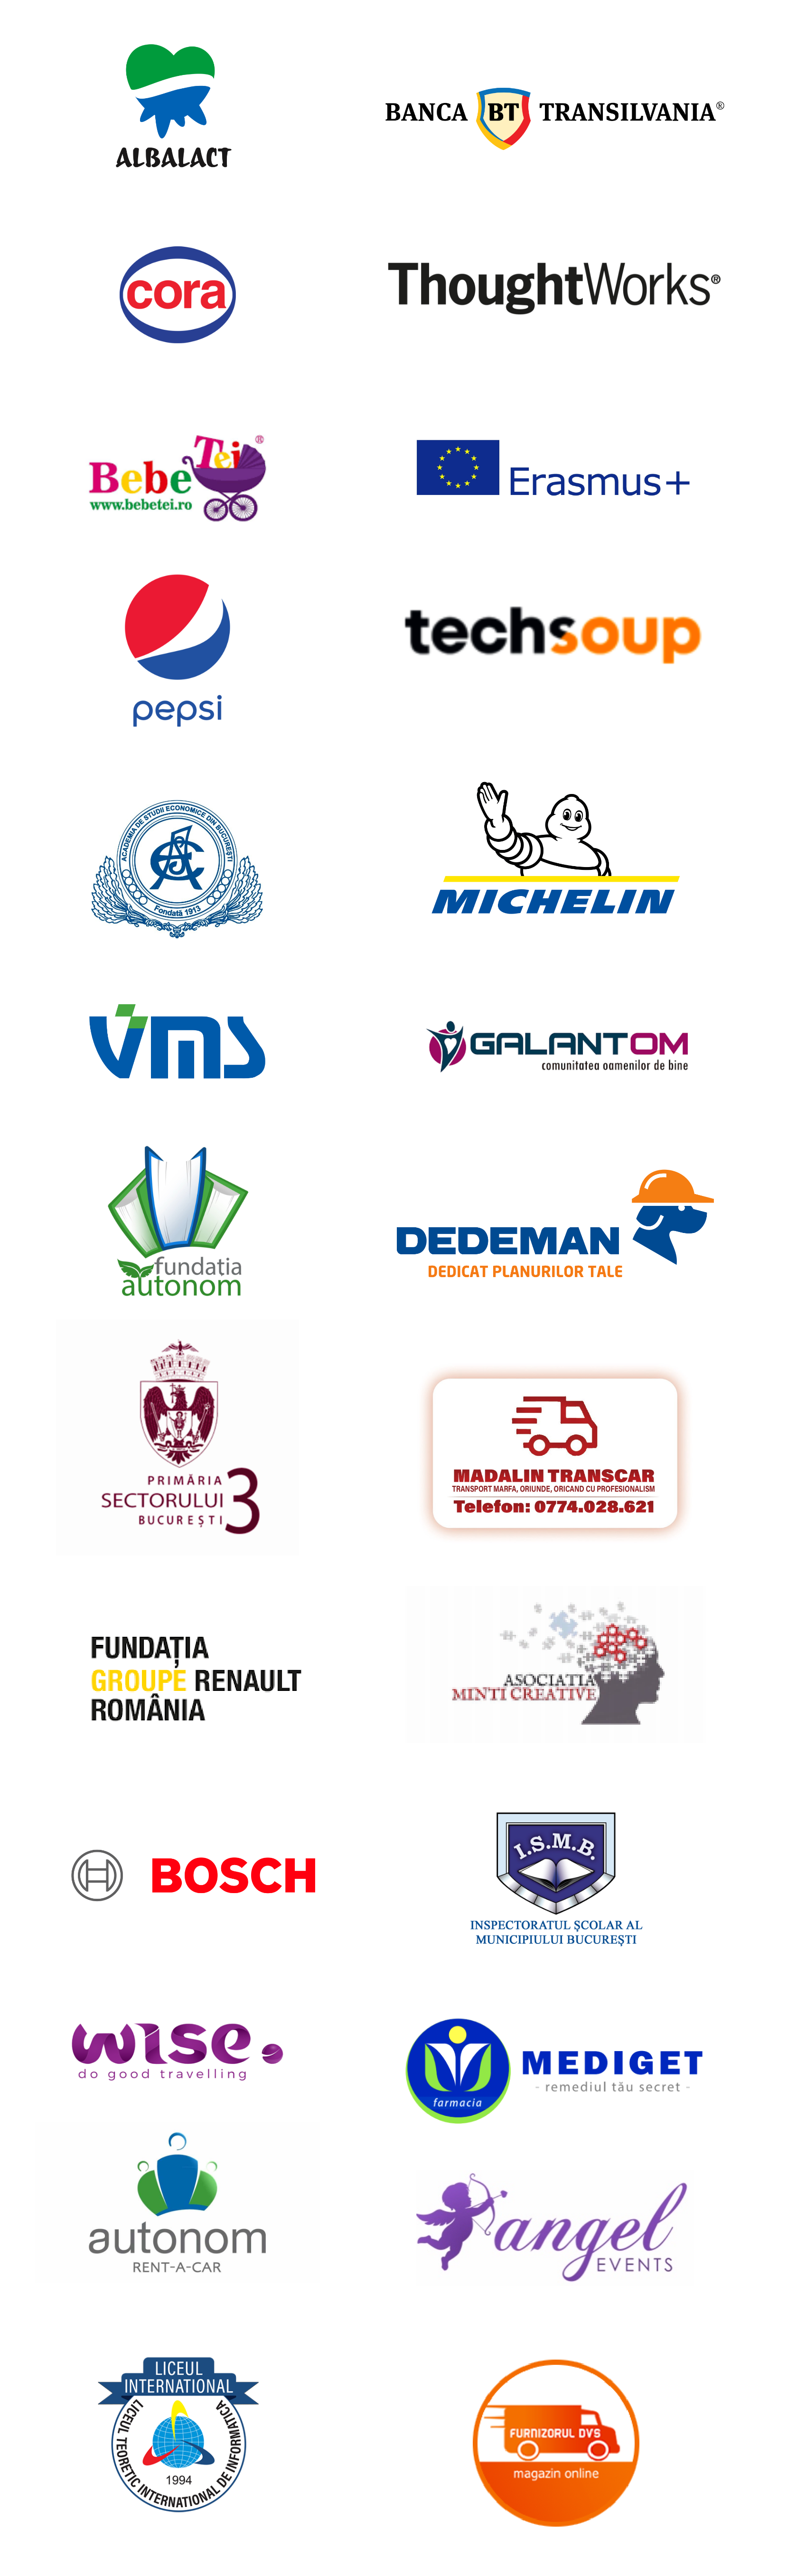 ALBALACT
BANCA BT TRANSILVANIA®
cora
ThoughtWorks®
Bebe Tei®
www.bebetei.ro
Erasmus+
pepsi
techsoup
ACADEMIA DE STUDII ECONOMICE DIN BUCUREŞTI
ASE
Fondată 1913
MICHELIN
vms
GALANTOM
comunitatea oamenilor de bine
fundatia
autonom
DEDEMAN
DEDICAT PLANURILOR TALE
PRIMĂRIA
SECTORULUI 3
BUCUREŞTI
MADALIN TRANSCAR
TRANSPORT MARFA, ORIUNDE, ORICAND CU PROFESIONALISM
Telefon: 0774.028.621
FUNDAȚIA
GROUPE RENAULT
ROMÂNIA
ASOCIATIA
MINTI CREATIVE
BOSCH
I.S.M.B.
INSPECTORATUL ŞCOLAR AL
MUNICIPIULUI BUCUREŞTI
wise.
do good travelling
farmacia
MEDIGET
- remediul tău secret -
autonom
RENT-A-CAR
angel
EVENTS
LICEUL
INTERNATIONAL
LICEUL TEORETIC INTERNATIONAL DE INFORMATICA
1994
FURNIZORUL DVS
magazin online